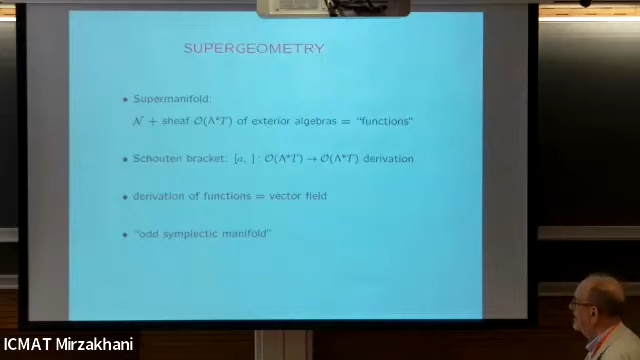 SUPERGEOMETRY
• Supermanifold:
𝒩 + sheaf 𝒪(Λ*T) of exterior algebras = "functions"
• Schouten bracket: [a, ] : 𝒪(Λ*T) → 𝒪(Λ*T) derivation
• derivation of functions = vector field
• "odd symplectic manifold"
ICMAT Mirzakhani